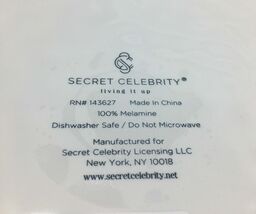 SECRET CELEBRITY®
living it up
RN# 143627 Made In China
100% Melamine
Dishwasher Safe / Do Not Microwave
Manufactured for
Secret Celebrity Licensing LLC
New York, NY 10018
www.secretcelebrity.net